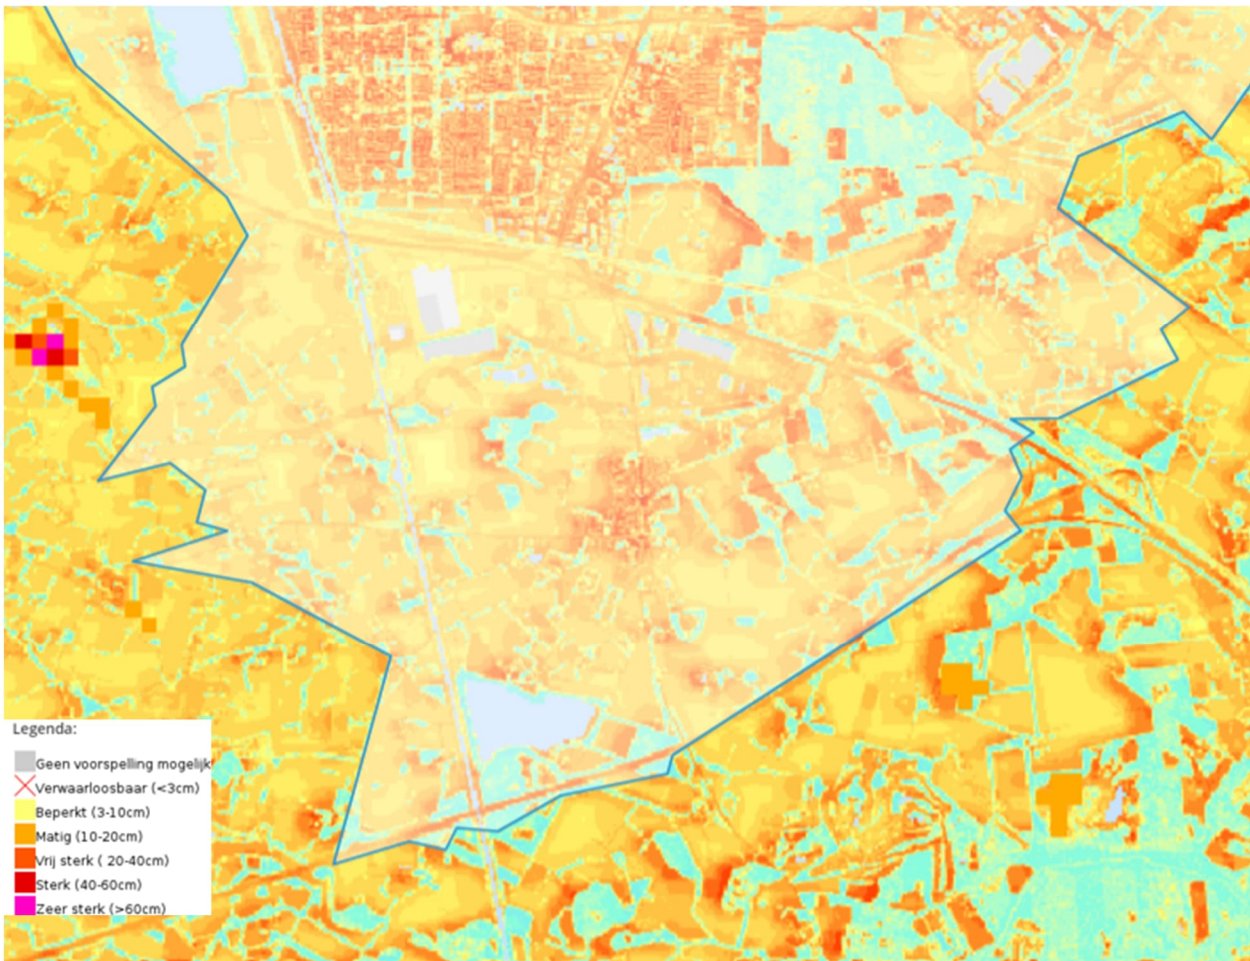 Legenda:
Geen voorspelling mogelijk
Verwaarloosbaar (<3cm)
Beperkt (3-10cm)
Matig (10-20cm)
Vrij sterk ( 20-40cm)
Sterk (40-60cm)
Zeer sterk (>60cm)